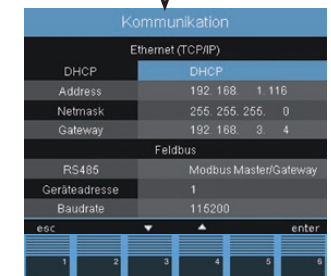 Kommunikation
Ethernet (TCP/IP)
DHCP DHCP
Address 192. 168. 1. 116
Netmask 255. 255. 255. 0
Gateway 192. 168. 3. 4
Feldbus
RS485 Modbus Master/Gateway
Geräteadresse 1
Baudrate 115200
esc ▼ ▲ enter
1 2 3 4 5 6